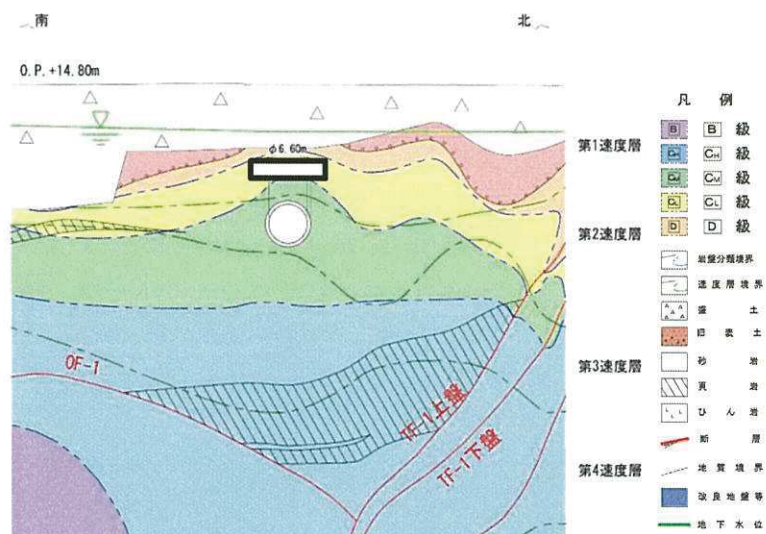 南
北
O.P.+14.80m
φ6.60m
第1速度層
第2速度層
第3速度層
第4速度層
OF-1
TF-1上盤
TF-1下盤
凡 例
B B 級
CH CH 級
CM CM 級
CL CL 級
D D 級
岩盤分類境界
速度層境界
盛 土
旧 表 土
砂 岩
頁 岩
ひん 岩
断 層
地 質 境 界
改 良 地 盤 等
地 下 水 位